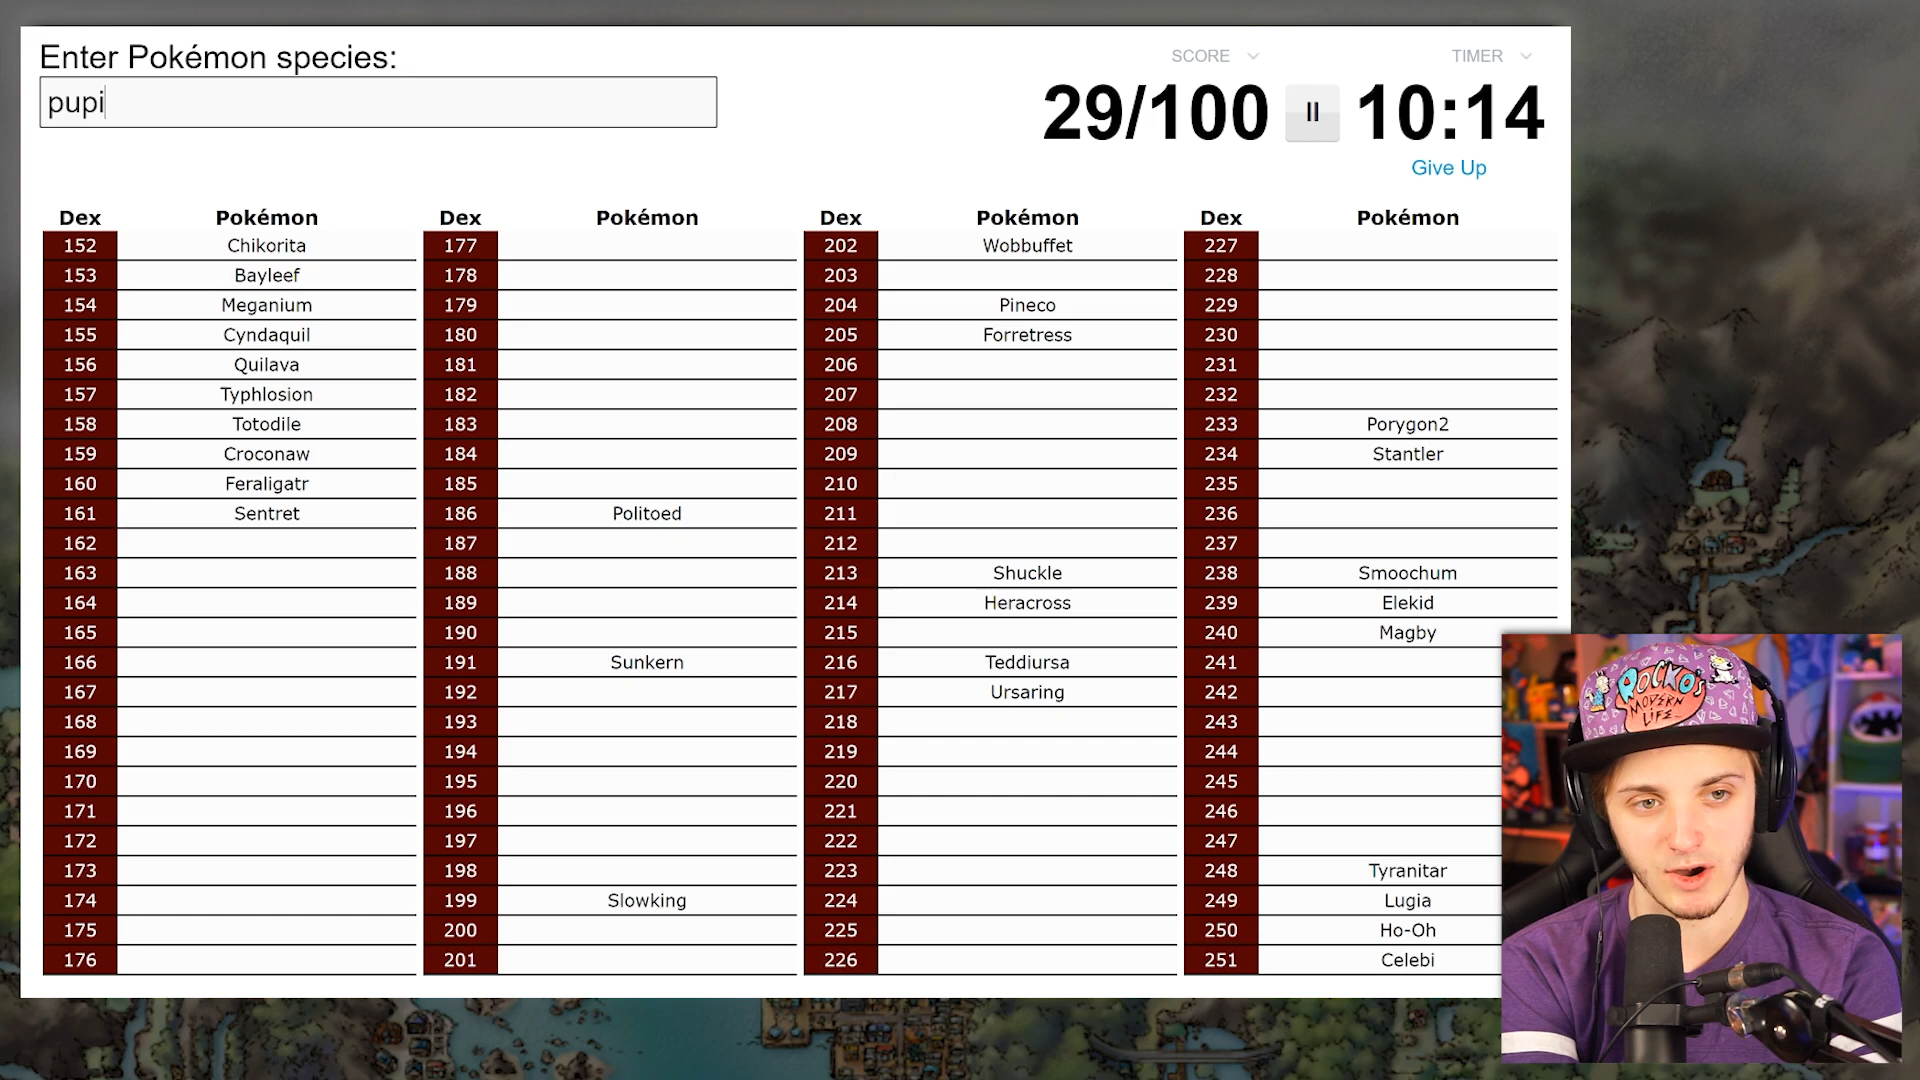 Enter Pokémon species:
SCORE
TIMER
pupi
29/100
10:14
Give Up
Dex Pokémon Dex Pokémon Dex Pokémon Dex Pokémon
152 Chikorita 177 202 Wobbuffet 227
153 Bayleef 178 203 228
154 Meganium 179 204 Pineco 229
155 Cyndaquil 180 205 Forretress 230
156 Quilava 181 206 231
157 Typhlosion 182 207 232
158 Totodile 183 208 233 Porygon2
159 Croconaw 184 209 234 Stantler
160 Feraligatr 185 210 235
161 Sentret 186 Politoed 211 236
162 187 212 237
163 188 213 Shuckle 238 Smoochum
164 189 214 Heracross 239 Elekid
165 190 215 240 Magby
166 191 Sunkern 216 Teddiursa 241
167 192 217 Ursaring 242
168 193 218 243
169 194 219 244
170 195 220 245
171 196 221 246
172 197 222 247
173 198 223 248 Tyranitar
174 199 Slowking 224 249 Lugia
175 200 225 250 Ho-Oh
176 201 226 251 Celebi
ROCKO'S
MODERN
LIFE